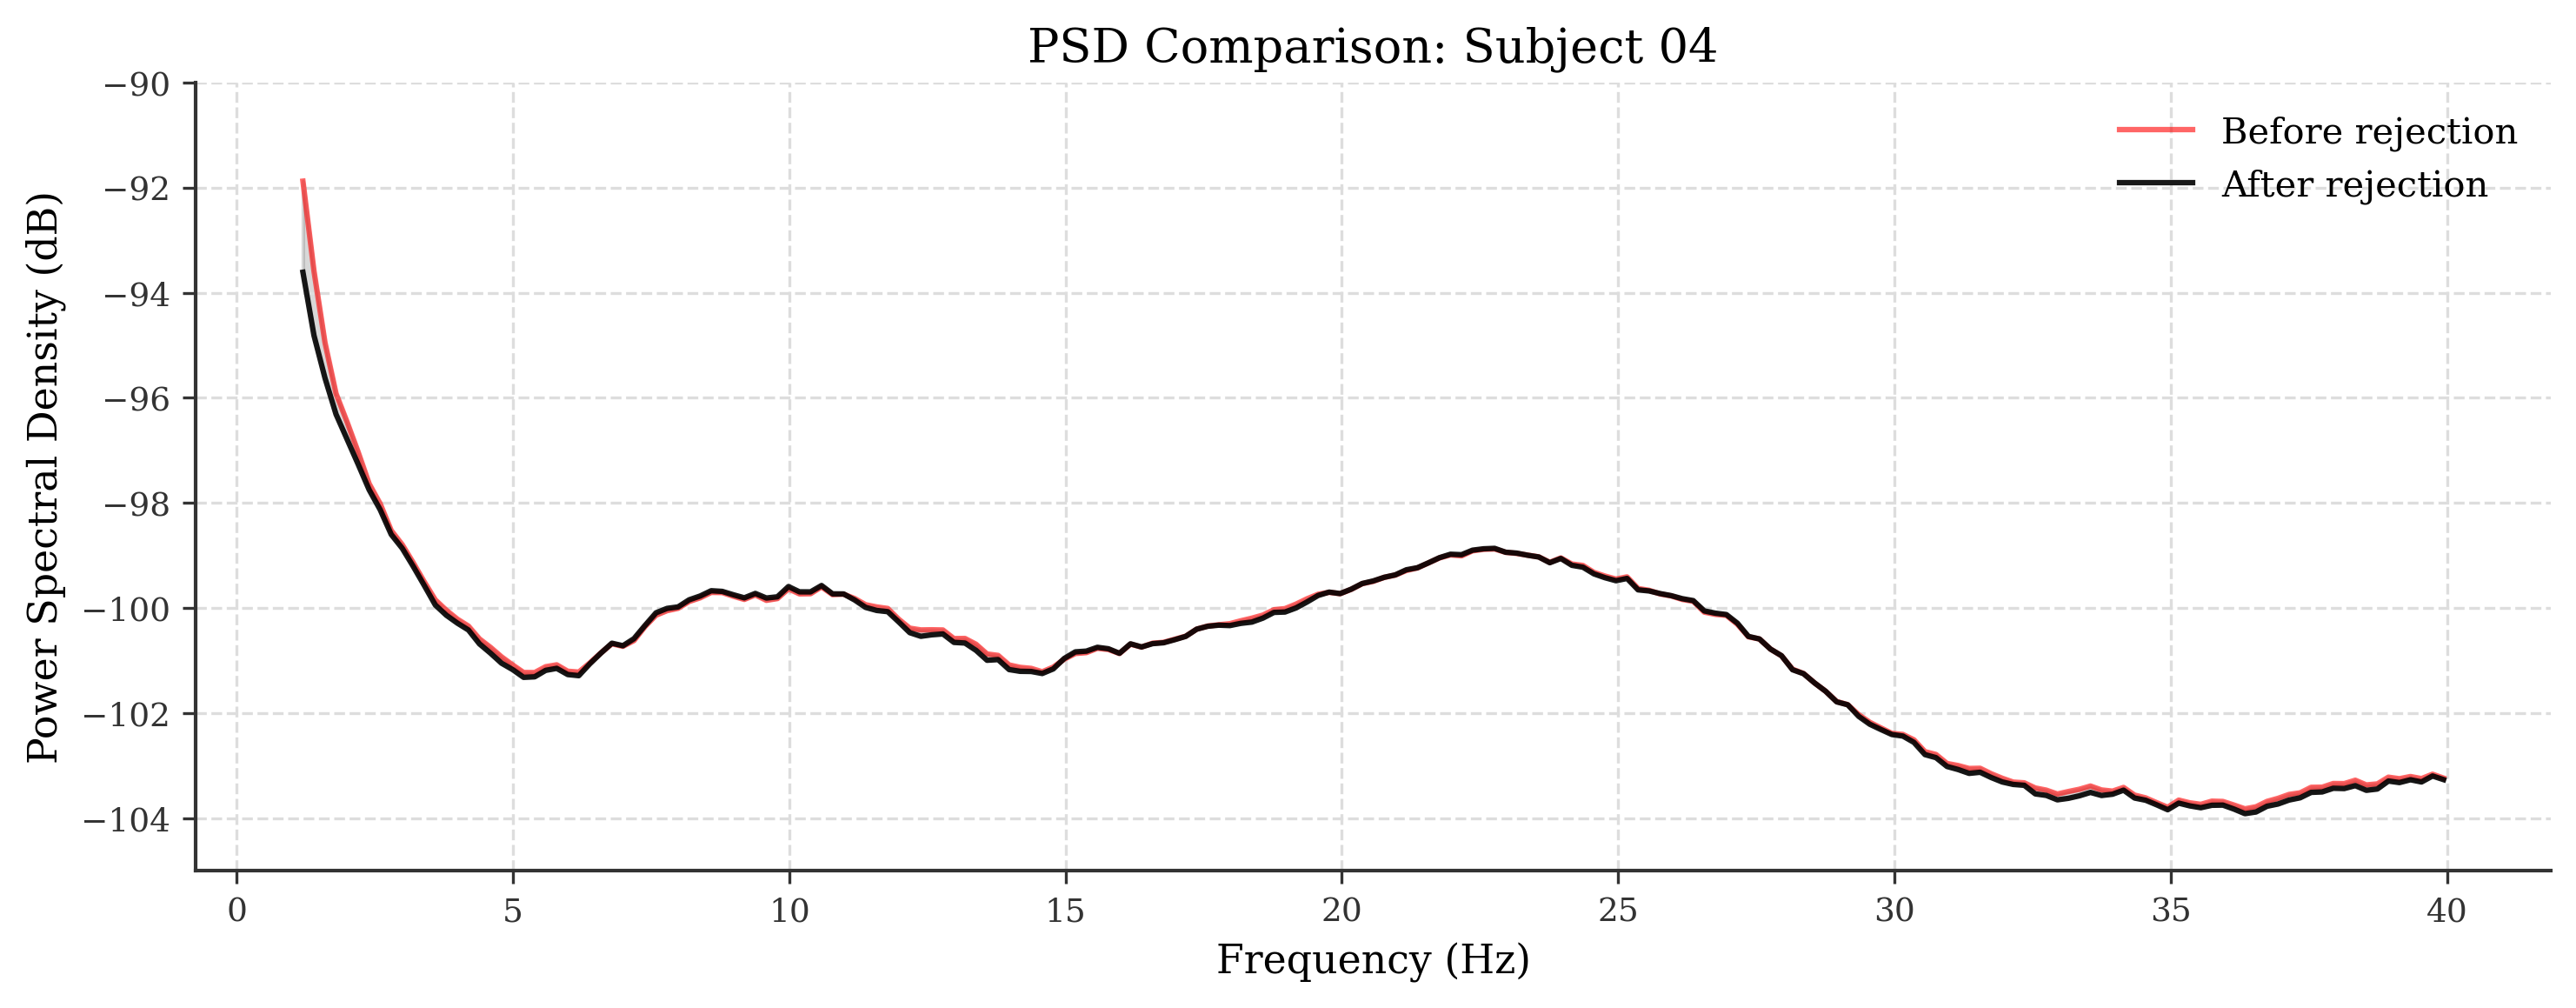 PSD Comparison: Subject 04
Power Spectral Density (dB)
−90
−92
−94
−96
−98
−100
−102
−104
Before rejection
After rejection
0 5 10 15 20 25 30 35 40
Frequency (Hz)